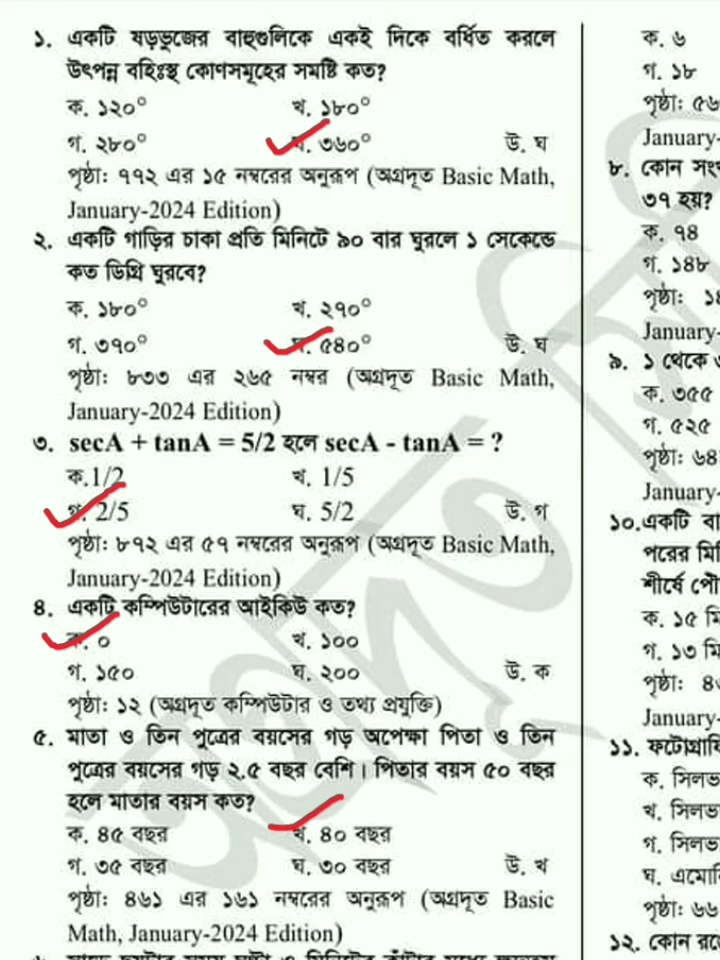 ১. একটি ষড়ভুজের বাহুগুলিকে একই দিকে বর্ধিত করলে
উৎপন্ন বহিঃস্থ কোণসমূহের সমষ্টি কত?
ক. ১২০° খ. ১৮০°
গ. ২৮০° ঘ. ৩৬০° উ. ঘ
পৃষ্ঠা: ৭৭২ এর ১৫ নম্বরের অনুরূপ (অগ্রদূত Basic Math,
January-2024 Edition)
২. একটি গাড়ির চাকা প্রতি মিনিটে ৯০ বার ঘুরলে ১ সেকেন্ডে
কত ডিগ্রি ঘুরবে?
ক. ১৮০° খ. ২৭০°
গ. ৩৭০° ঘ. ৫৪০° উ. ঘ
পৃষ্ঠা: ৮৩৩ এর ২৬৫ নম্বর (অগ্রদূত Basic Math,
January-2024 Edition)
৩. secA + tanA = 5/2 হলে secA - tanA = ?
ক.1/2 খ. 1/5
গ. 2/5 ঘ. 5/2 উ. গ
পৃষ্ঠা: ৮৭২ এর ৫৭ নম্বরের অনুরূপ (অগ্রদূত Basic Math,
January-2024 Edition)
৪. একটি কম্পিউটারের আইকিউ কত?
ক. ০ খ. ১০০
গ. ১৫০ ঘ. ২০০ উ. ক
পৃষ্ঠা: ১২ (অগ্রদূত কম্পিউটার ও তথ্য প্রযুক্তি)
৫. মাতা ও তিন পুত্রের বয়সের গড় অপেক্ষা পিতা ও তিন
পুত্রের বয়সের গড় ২.৫ বছর বেশি। পিতার বয়স ৫০ বছর
হলে মাতার বয়স কত?
ক. ৪৫ বছর খ. ৪০ বছর
গ. ৩৫ বছর ঘ. ৩০ বছর উ. খ
পৃষ্ঠা: ৪৬১ এর ১৬১ নম্বরের অনুরূপ (অগ্রদূত Basic
Math, January-2024 Edition)
ক. ৬
গ. ১৮
পৃষ্ঠা: ৫৬
January-
৮. কোন সংখ
৩৭ হয়?
ক. ৭৪
গ. ১৪৮
পৃষ্ঠা: ১৪
January-
৯. ১ থেকে
ক. ৩৫৫
গ. ৫২৫
পৃষ্ঠা: ৬৪
January-
১০.একটি বা
পরের মি
শীর্ষে পৌ
ক. ১৫ মি
গ. ১৩ মি
পৃষ্ঠা: ৪
January-
১১. ফটোগ্রাফি
ক. সিলভ
খ. সিলভ
গ. সিলভ
ঘ. এমোনি
পৃষ্ঠা: ৬৬
১২. কোন রঙে